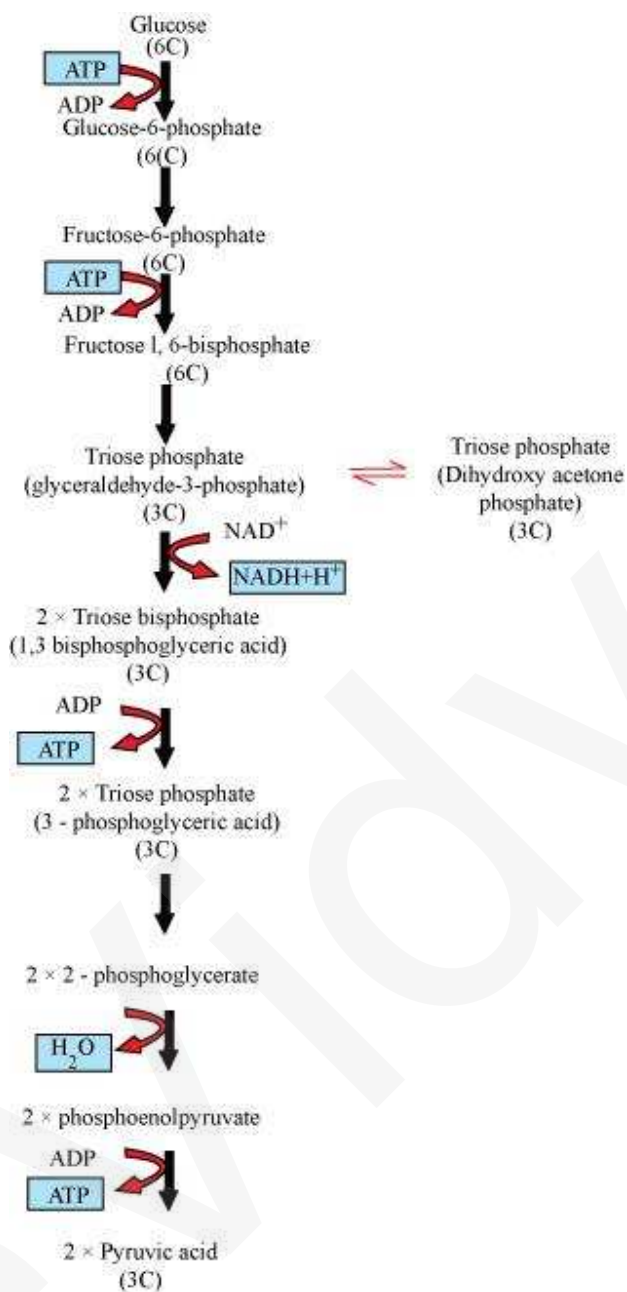 Glucose
(6C)
ATP
ADP
Glucose-6-phosphate
(6(C)
Fructose-6-phosphate
(6C)
ATP
ADP
Fructose l, 6-bisphosphate
(6C)
Triose phosphate
(glyceraldehyde-3-phosphate)
(3C)
Triose phosphate
(Dihydroxy acetone
phosphate)
(3C)
NAD+
NADH+H+
2 × Triose bisphosphate
(1,3 bisphosphoglyceric acid)
(3C)
ADP
ATP
2 × Triose phosphate
(3 - phosphoglyceric acid)
(3C)
2 × 2 - phosphoglycerate
H2O
2 × phosphoenolpyruvate
ADP
ATP
2 × Pyruvic acid
(3C)